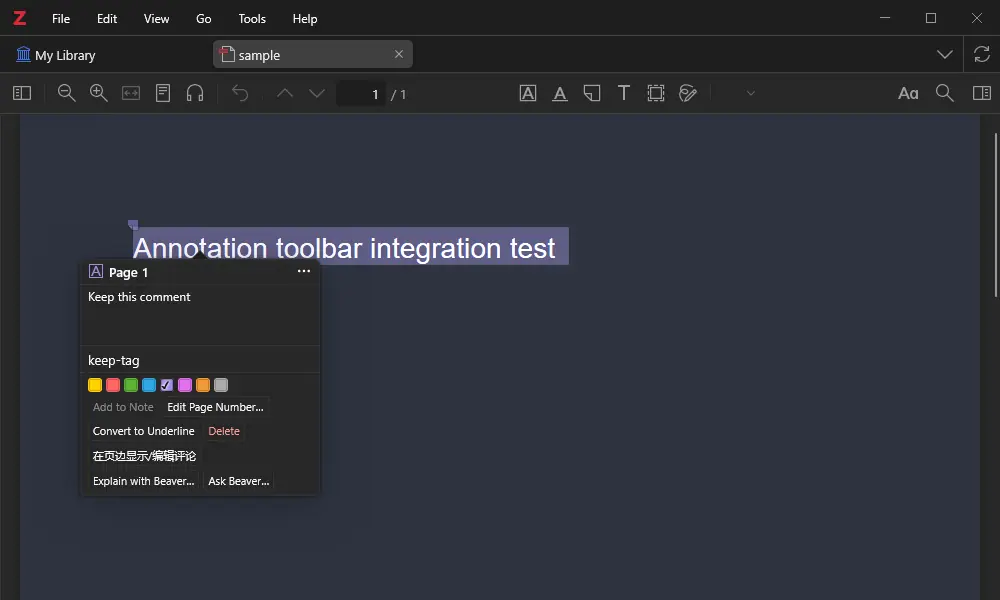 Z File Edit View Go Tools Help
My Library sample
1 / 1 A A T Aa
Annotation toolbar integration test
A Page 1 ...
Keep this comment
keep-tag
Add to Note Edit Page Number...
Convert to Underline Delete
在页边显示/编辑评论
Explain with Beaver... Ask Beaver...